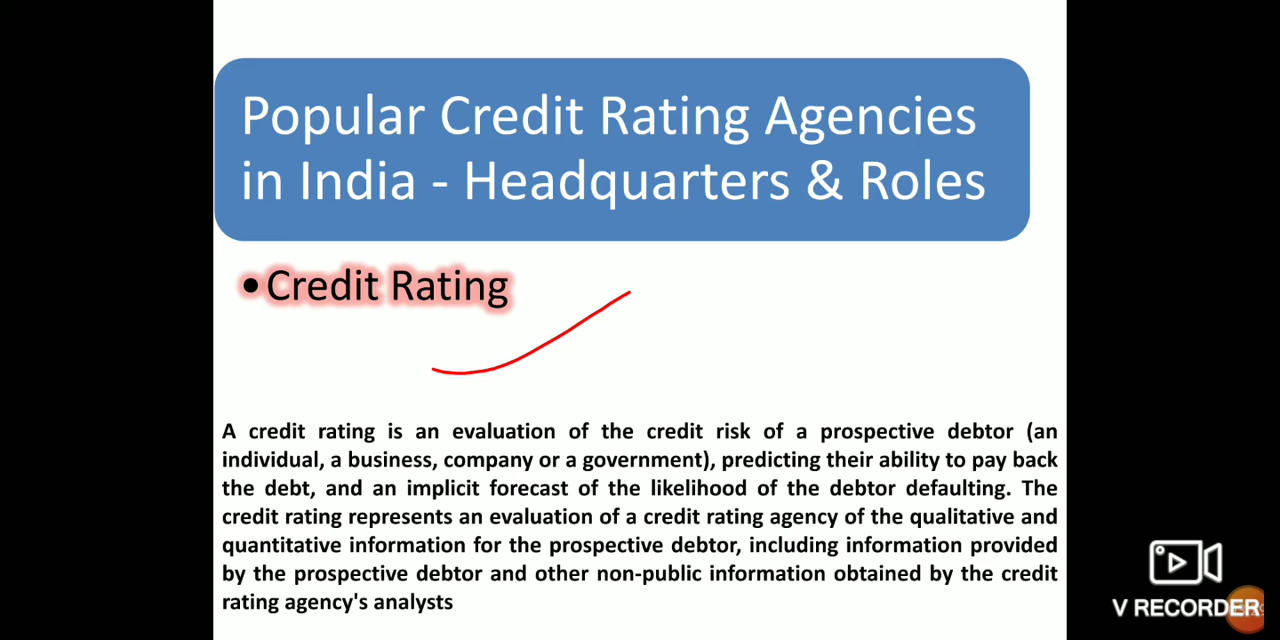 Popular Credit Rating Agencies
in India - Headquarters & Roles
•Credit Rating
A credit rating is an evaluation of the credit risk of a prospective debtor (an
individual, a business, company or a government), predicting their ability to pay back
the debt, and an implicit forecast of the likelihood of the debtor defaulting. The
credit rating represents an evaluation of a credit rating agency of the qualitative and
quantitative information for the prospective debtor, including information provided
by the prospective debtor and other non-public information obtained by the credit
rating agency's analysts
V RECORDER